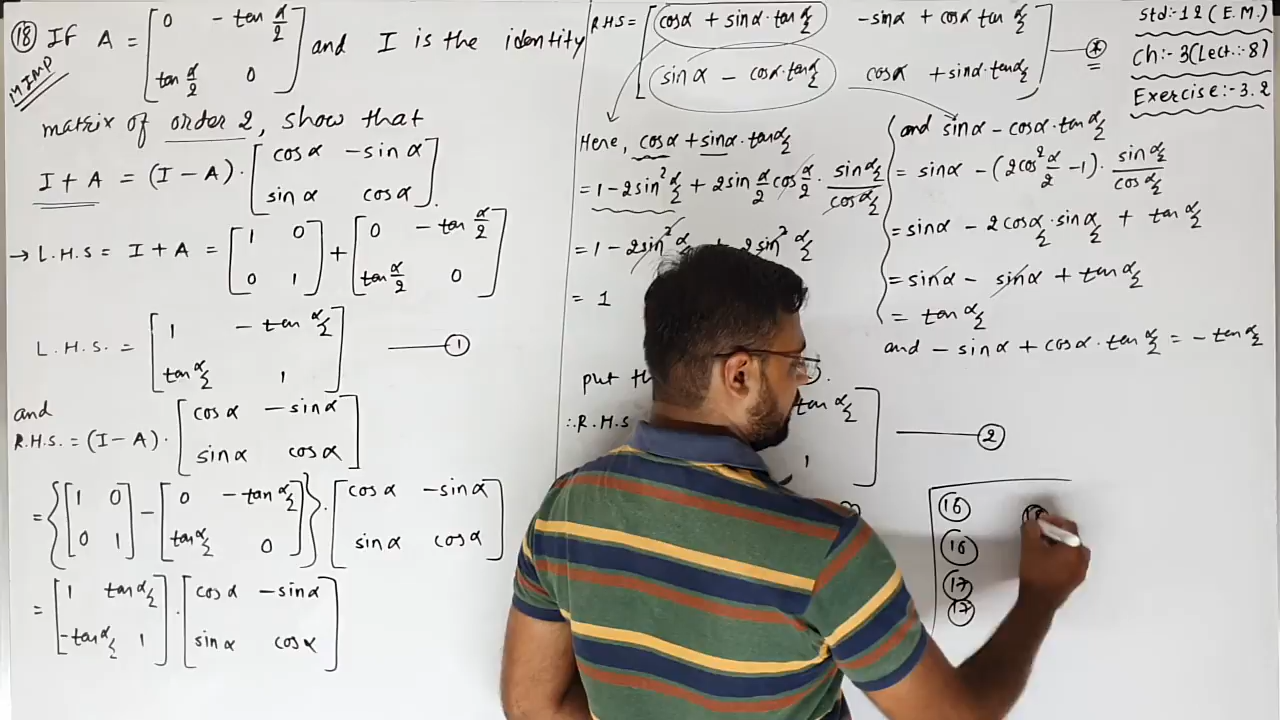 (18) IF A = [ 0 - tan α/2
tan α/2 0 ] and I is the identity
M.IMP
matrix of order 2, show that
I + A = (I - A) · [ cos α - sin α
sin α cos α ].
→ L.H.S = I + A = [ 1 0
0 1 ] + [ 0 - tan α/2
tan α/2 0 ]
L.H.S. = [ 1 - tan α/2
tan α/2 1 ] —— (1)
and
R.H.S. = (I - A) · [ cos α - sin α
sin α cos α ]
= { [ 1 0
0 1 ] - [ 0 - tan α/2
tan α/2 0 ] } · [ cos α - sin α
sin α cos α ]
= [ 1 tan α/2
- tan α/2 1 ] · [ cos α - sin α
sin α cos α ]
RHS = [ cos α + sin α · tan α/2 - sin α + cos α tan α/2
sin α - cos α · tan α/2 cos α + sin α · tan α/2 ] —— (*)
Here, cos α + sin α · tan α/2
= 1 - 2 sin² α/2 + 2 sin α/2 cos α/2 · sin α/2 / cos α/2
= 1 - 2 sin² α/2 + 2 sin² α/2
= 1
and sin α - cos α · tan α/2
= sin α - (2 cos² α/2 - 1) · sin α/2 / cos α/2
= sin α - 2 cos α/2 · sin α/2 + tan α/2
= sin α - sin α + tan α/2
= tan α/2
and - sin α + cos α · tan α/2 = - tan α/2
put
∴ R.H.S
tan α/2
1 ] —— (2)
(16)
(16)
(17)
(17)
std:- 12 (E.M.)
Ch:- 3 (Lect.:- 8)
Exercise:- 3.2